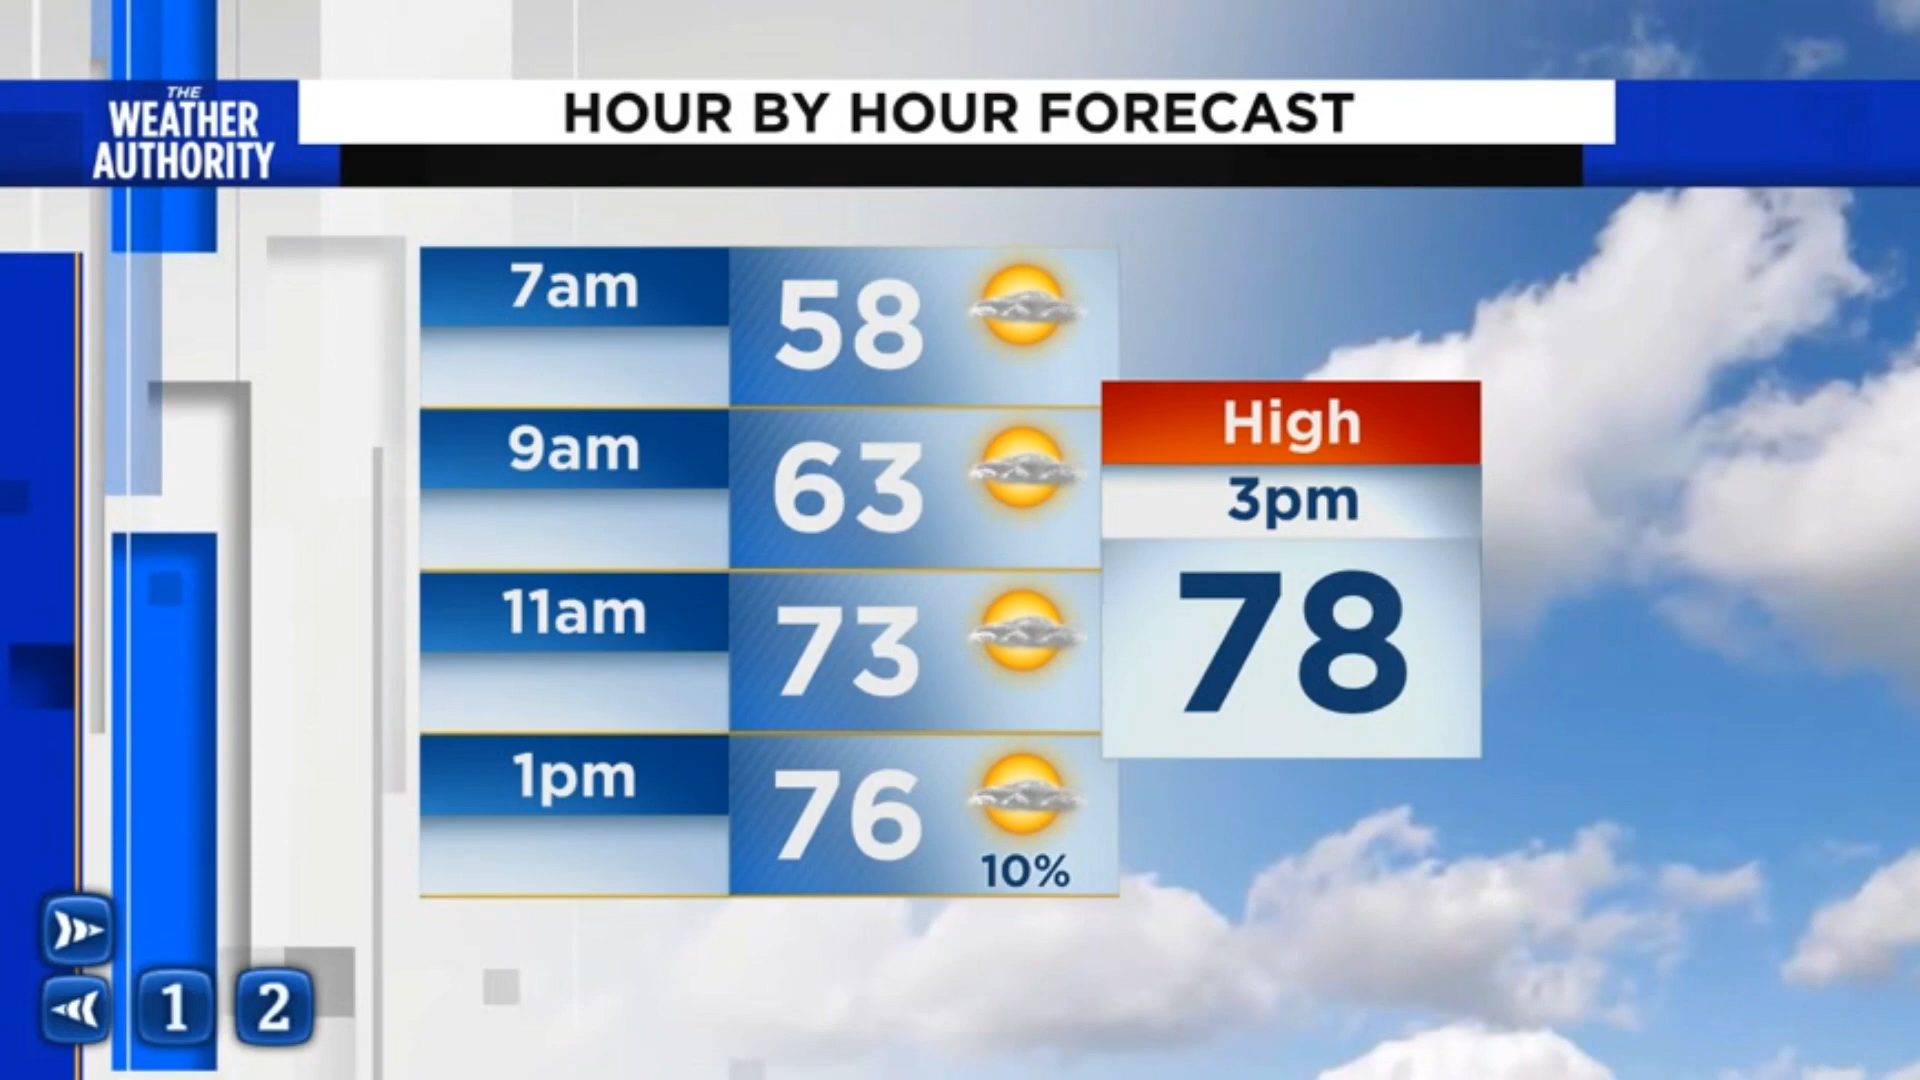 THE
WEATHER
AUTHORITY
HOUR BY HOUR FORECAST
7am
58
9am
63
11am
73
1pm
76
10%
High
3pm
78
1 2